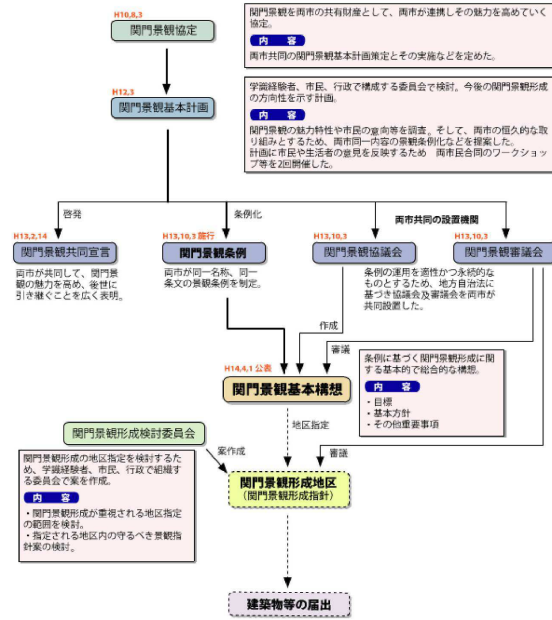 H10,8,3
関門景観協定
関門景観を両市の共有財産として、両市が連携しその魅力を高めていく
協定。
内　容
両市共同の関門景観基本計画策定とその実施などを定めた。
H12,3
関門景観基本計画
学識経験者、市民、行政で構成する委員会で検討。今後の関門景観形成
の方向性を示す計画。
内　容
関門景観の魅力特性や市民の意向等を調査。そして、両市の恒久的な取
り組みとするため、両市同一内容の景観条例化などを提案した。
計画に市民や生活者の意見を反映するため　両市民合同のワークショッ
プ等を2回開催した。
啓発
条例化
両市共同の設置機関
H13,2,14
関門景観共同宣言
両市が共同して、関門景
観の魅力を高め、後世に
引き継ぐことを広く表明。
H13,10,3 施行
関門景観条例
両市が同一名称、同一
条文の景観条例を制定。
H13,10,3
関門景観協議会
H13,10,3
関門景観審議会
条例の運用を適性かつ永続的な
ものとするため、地方自治法に
基づき協議会及審議会を両市が
共同設置した。
作成
審議
H14,4,1 公表
関門景観基本構想
条例に基づく関門景観形成に関
する基本的で総合的な構想。
内　容
・目標
・基本方針
・その他重要事項
地区指定
関門景観形成検討委員会
案作成
審議
関門景観形成の地区指定を検討するた
め、学識経験者、市民、行政で組織す
る委員会で案を作成。
内　容
・関門景観形成が重視される地区指定
の範囲を検討。
・指定される地区内の守るべき景観指
針案の検討。
関門景観形成地区
（関門景観形成指針）
建築物等の届出